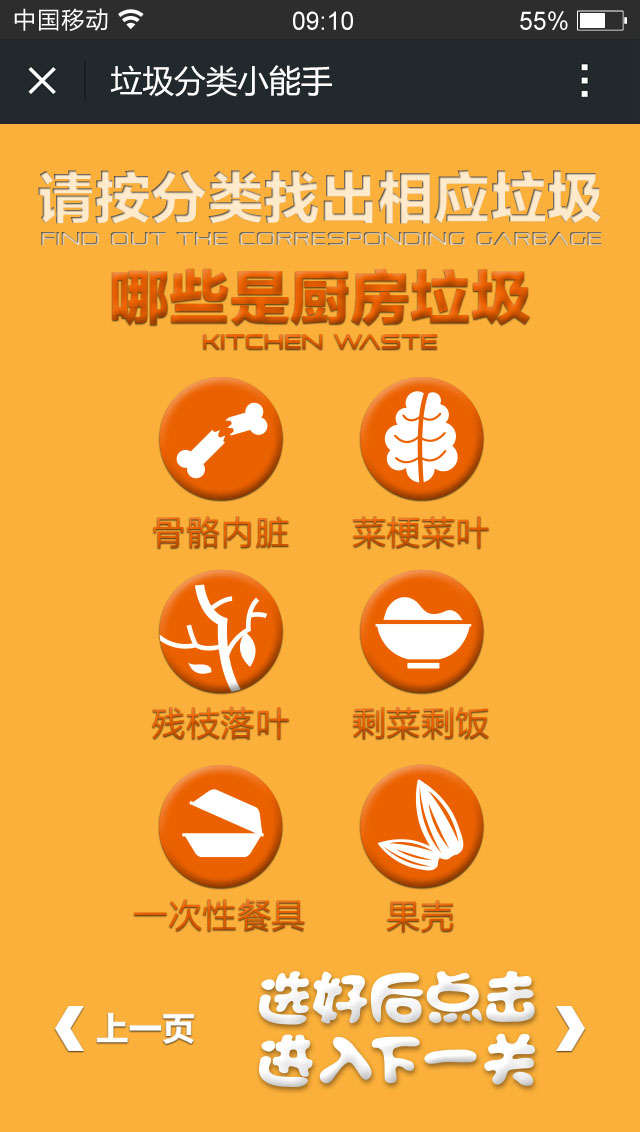 中国移动 09:10 55%
垃圾分类小能手
请按分类找出相应垃圾
FIND OUT THE CORRESPONDING GARBAGE
哪些是厨房垃圾
KITCHEN WASTE
骨骼内脏 菜梗菜叶
残枝落叶 剩菜剩饭
一次性餐具 果壳
上一页
选好后点击
进入下一关